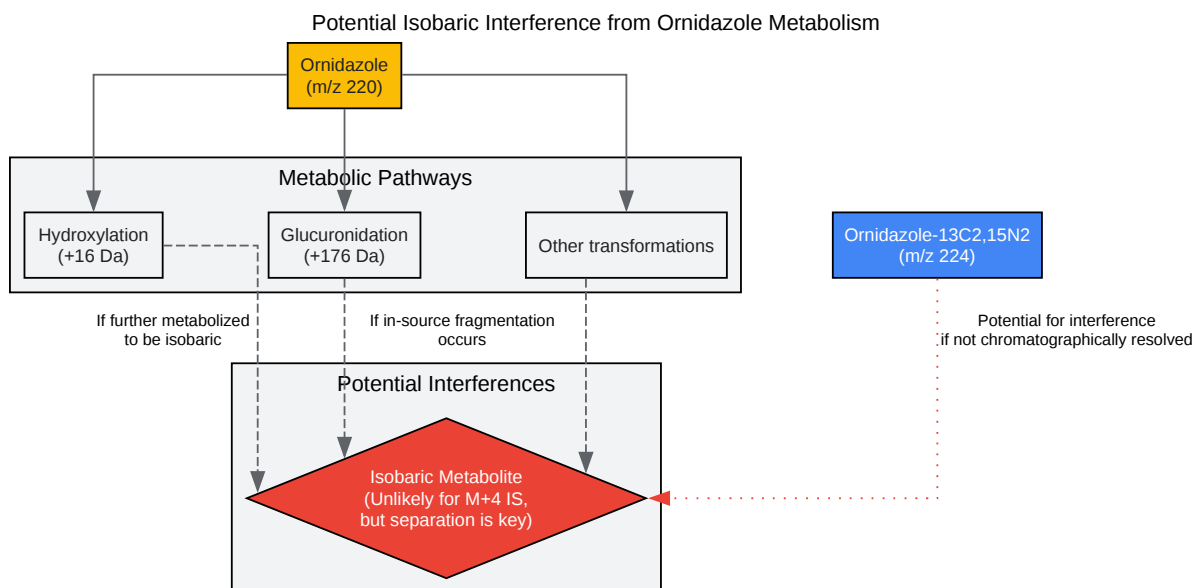 Potential Isobaric Interference from Ornidazole Metabolism
Ornidazole
(m/z 220)
Metabolic Pathways
Hydroxylation
(+16 Da)
Glucuronidation
(+176 Da)
Other transformations
Ornidazole-13C2,15N2
(m/z 224)
If further metabolized
to be isobaric
If in-source fragmentation
occurs
Potential for interference
if not chromatographically resolved
Potential Interferences
Isobaric Metabolite
(Unlikely for M+4 IS,
but separation is key)